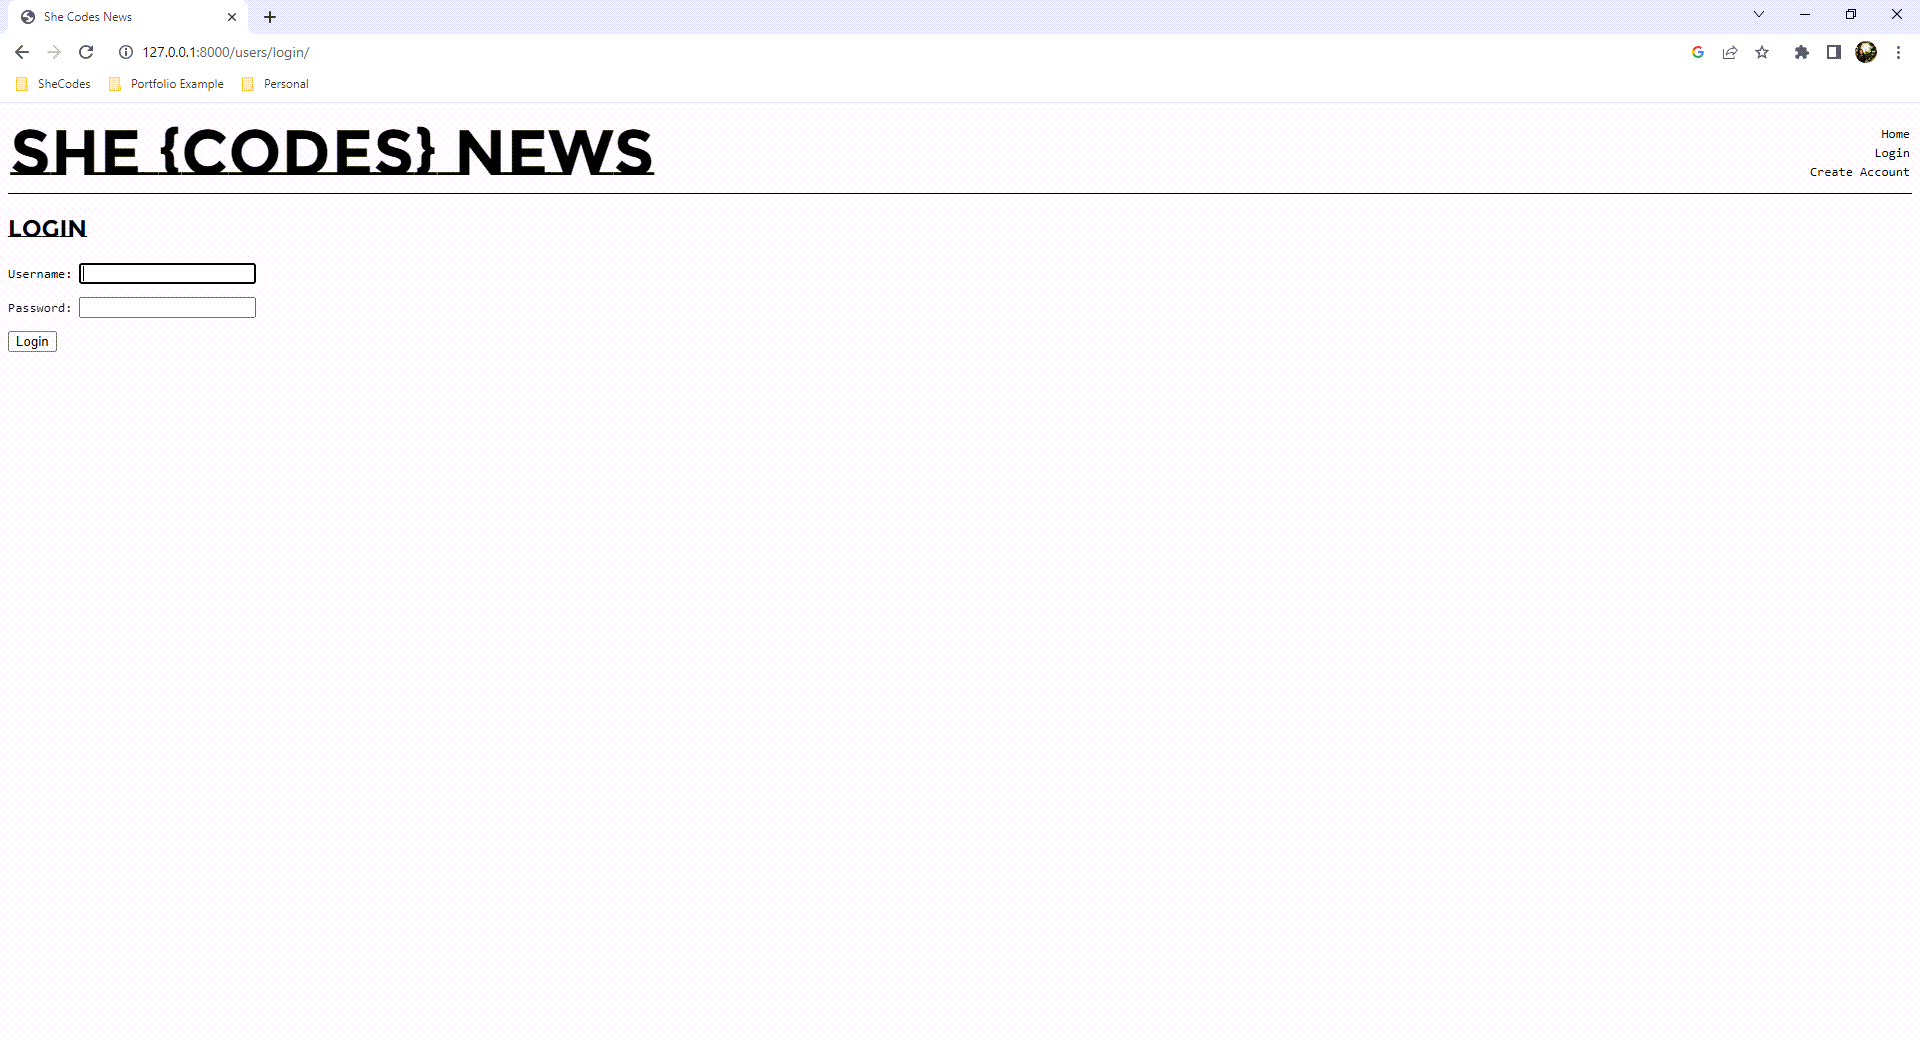 She Codes News
127.0.0.1:8000/users/login/
SheCodes
Portfolio Example
Personal
SHE {CODES} NEWS
Home
Login
Create Account
LOGIN
Username:
Password:
Login